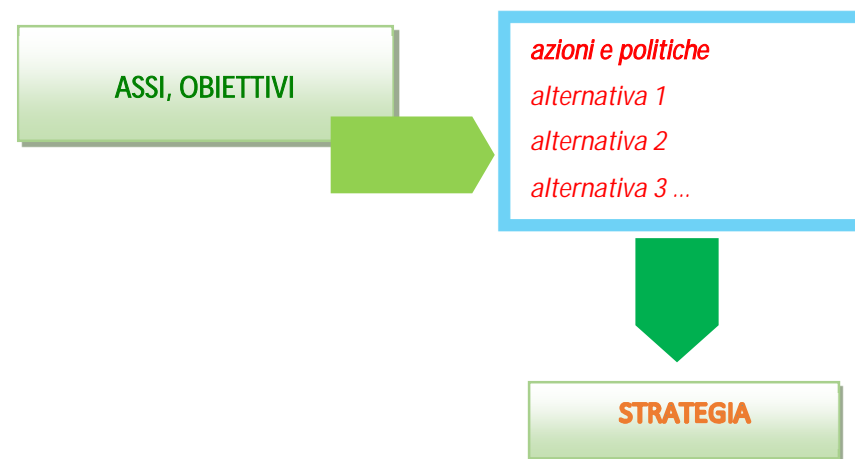 ASSI, OBIETTIVI
azioni e politiche
alternativa 1
alternativa 2
alternativa 3 ...
STRATEGIA